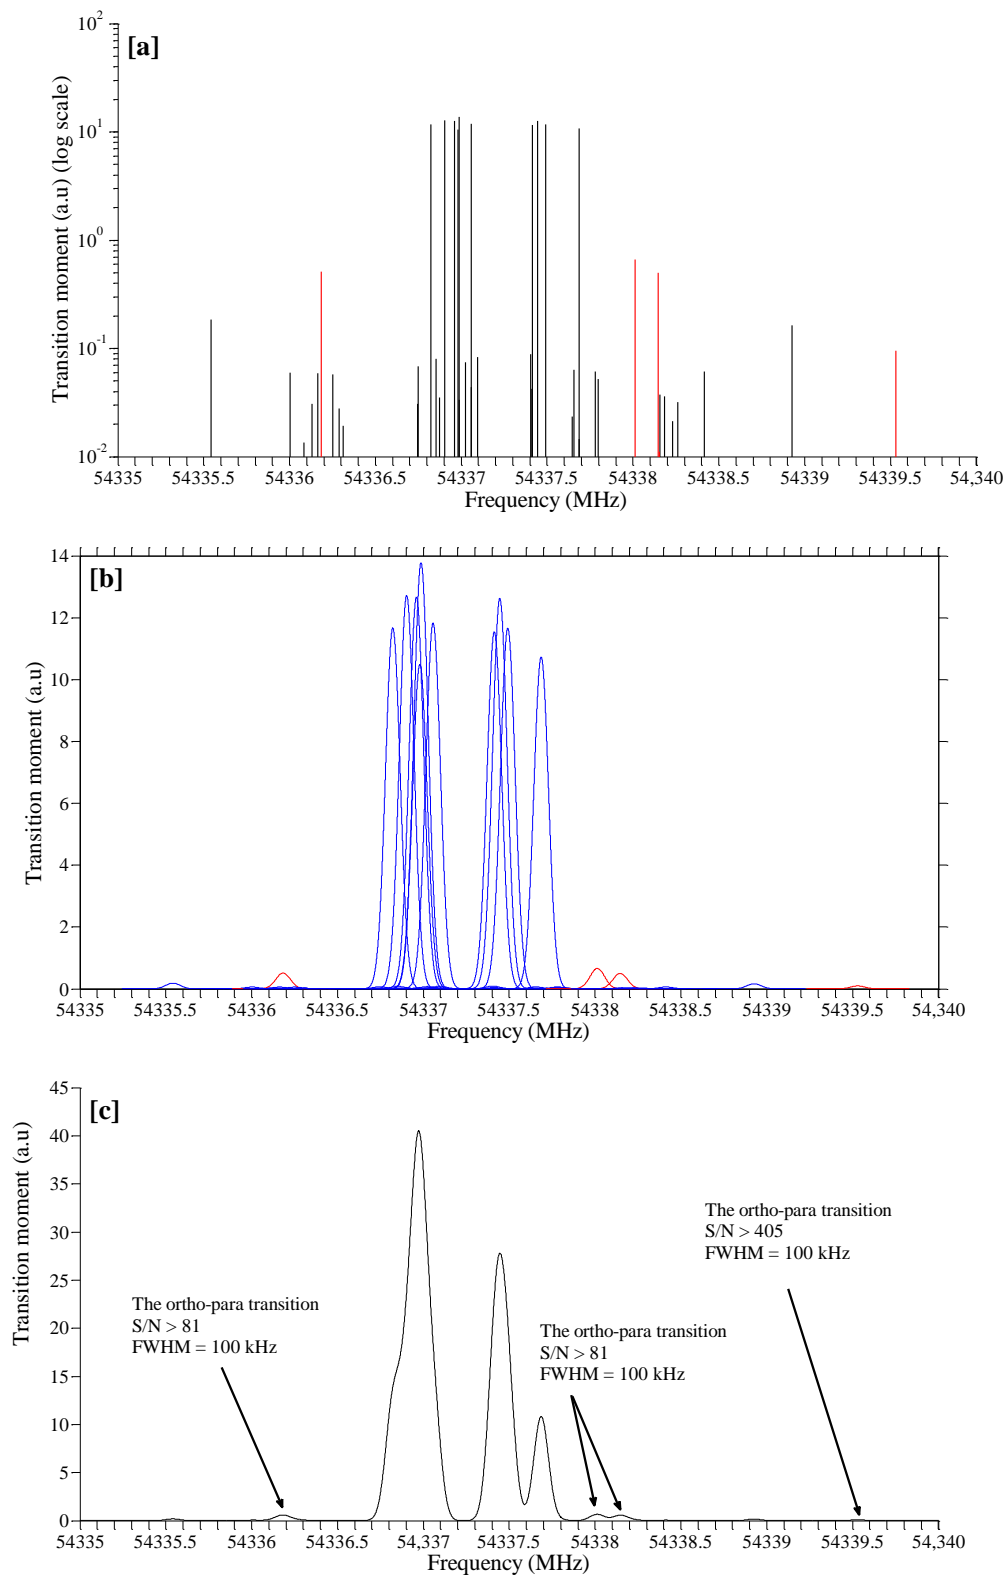 [a]
Transition moment (a.u) (log scale)
10²
10¹
10⁰
10⁻¹
10⁻²
54335 54335.5 54336 54336.5 54337 54337.5 54338 54338.5 54339 54339.5 54,340
Frequency (MHz)
[b]
Transition moment (a.u)
14
12
10
8
6
4
2
0
54335 54335.5 54336 54336.5 54337 54337.5 54338 54338.5 54339 54339.5 54,340
Frequency (MHz)
[c]
Transition moment (a.u)
45
40
35
30
25
20
15
10
5
0
The ortho-para transition
S/N > 81
FWHM = 100 kHz
The ortho-para transition
S/N > 81
FWHM = 100 kHz
The ortho-para transition
S/N > 405
FWHM = 100 kHz
54335 54335.5 54336 54336.5 54337 54337.5 54338 54338.5 54339 54339.5 54,340
Frequency (MHz)